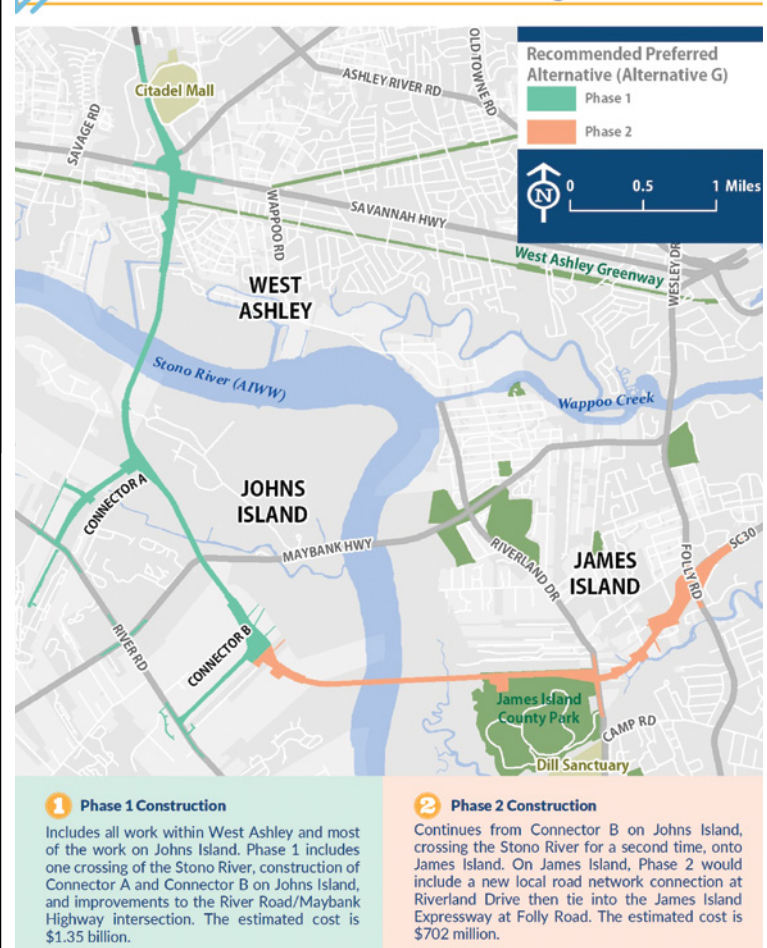 Citadel Mall
SAVAGE RD
ASHLEY RIVER RD
OLD TOWNE RD
Recommended Preferred
Alternative (Alternative G)
Phase 1
Phase 2
N
0 0.5 1 Miles
WAPPOO RD
SAVANNAH HWY
West Ashley Greenway
WESLEY DR
WEST
ASHLEY
Stono River (AIWW)
Wappoo Creek
CONNECTOR A
JOHNS
ISLAND
MAYBANK HWY
RIVERLAND DR
JAMES
ISLAND
FOLLY RD
SC30
RIVER RD
CONNECTOR B
James Island
County Park
CAMP RD
Dill Sanctuary
1 Phase 1 Construction
Includes all work within West Ashley and most
of the work on Johns Island. Phase 1 includes
one crossing of the Stono River, construction of
Connector A and Connector B on Johns Island,
and improvements to the River Road/Maybank
Highway intersection. The estimated cost is
$1.35 billion.
2 Phase 2 Construction
Continues from Connector B on Johns Island,
crossing the Stono River for a second time, onto
James Island. On James Island, Phase 2 would
include a new local road network connection at
Riverland Drive then tie into the James Island
Expressway at Folly Road. The estimated cost is
$702 million.